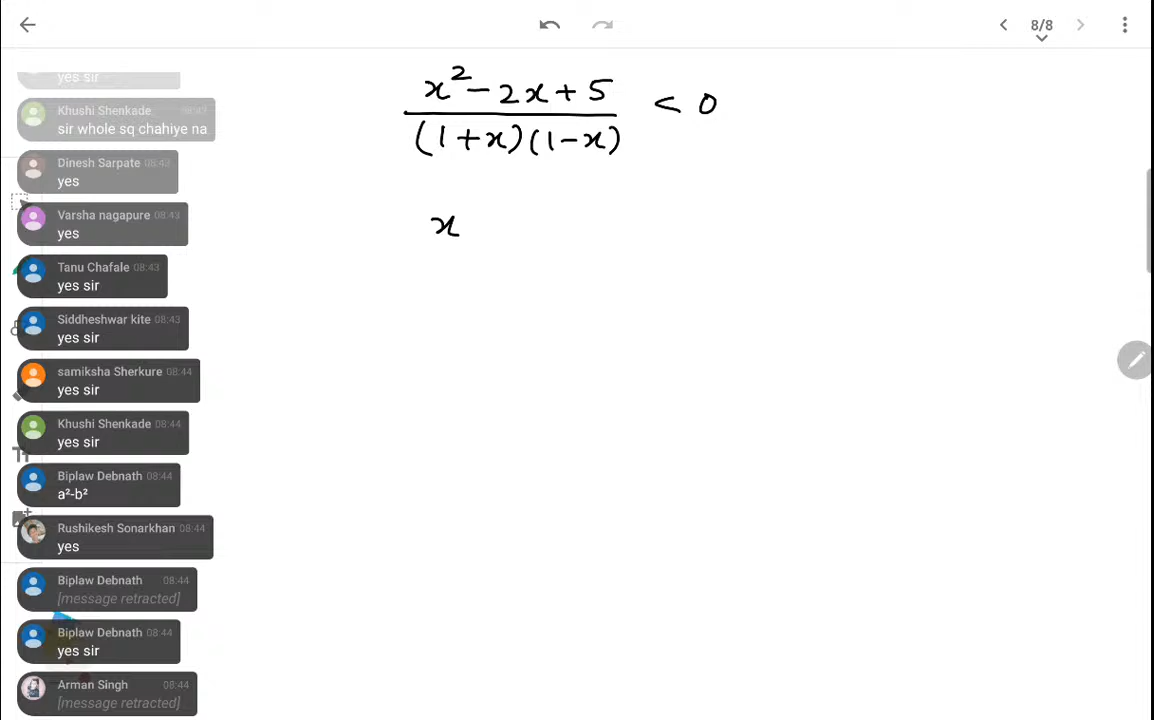 8/8
yes sir
Khushi Shenkade 08:43
sir whole sq chahiye na
Dinesh Sarpate 08:43
yes
Varsha nagapure 08:43
yes
Tanu Chafale 08:43
yes sir
Siddheshwar kite 08:43
yes sir
samiksha Sherkure 08:44
yes sir
Khushi Shenkade 08:44
yes sir
Biplaw Debnath 08:44
a²-b²
Rushikesh Sonarkhan 08:44
yes
Biplaw Debnath 08:44
[message retracted]
Biplaw Debnath 08:44
yes sir
Arman Singh 08:44
[message retracted]
x² - 2x + 5
(1+x)(1-x)
< 0
x